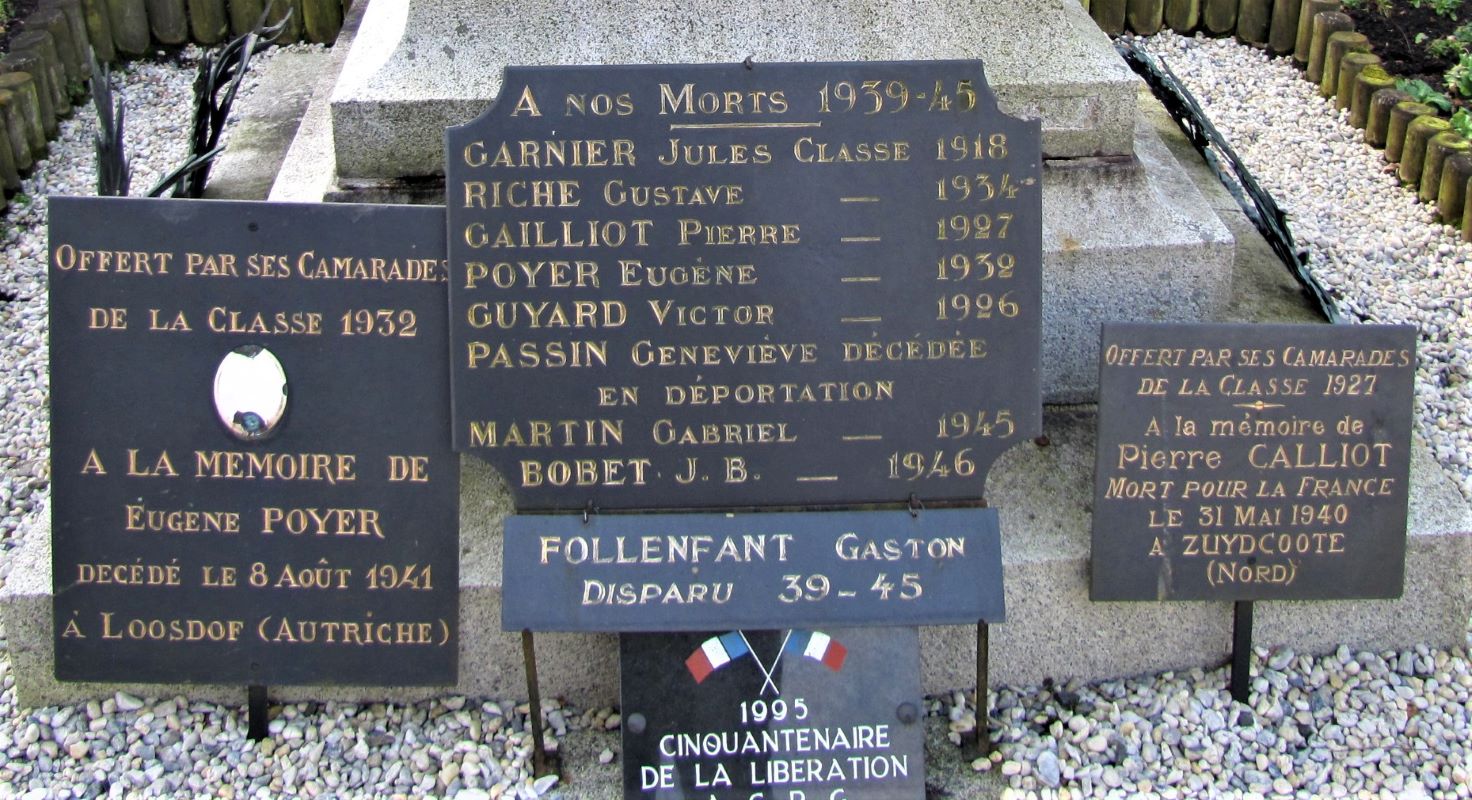 A NOS MORTS 1939-45
GARNIER JULES CLASSE 1918
RICHE GUSTAVE — 1934
GAILLIOT PIERRE — 1927
POYER EUGÈNE — 1932
GUYARD VICTOR — 1926
PASSIN GENEVIÈVE DÉCÉDÉE
EN DÉPORTATION
MARTIN GABRIEL — 1945
BOBET J. B. — 1946
FOLLENFANT GASTON
DISPARU 39-45
1995
CINQUANTENAIRE
DE LA LIBERATION
OFFERT PAR SES CAMARADES
DE LA CLASSE 1932
A LA MEMOIRE DE
EUGÈNE POYER
DÉCÉDÉ LE 8 AOÛT 1941
À LOOSDOF (AUTRICHE)
OFFERT PAR SES CAMARADES
DE LA CLASSE 1927
A la mémoire de
Pierre CALLIOT
MORT POUR LA FRANCE
LE 31 MAI 1940
A ZUYDCOOTE
(NORD)